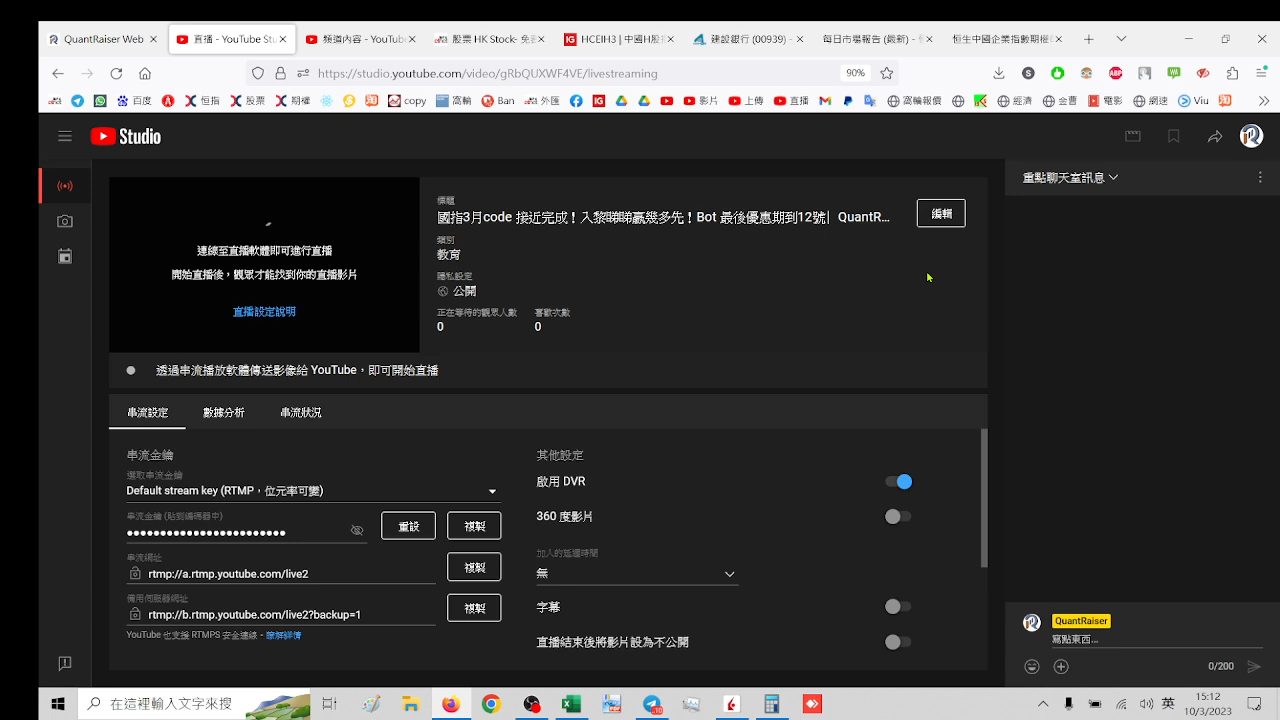 QuantRaiser Web
直播 - YouTube Stu
頻道內容 - YouTube
股票 HK Stock- 免
HCEIH3 | 中國H股
建設銀行 (00939) -
每日市場報告 (最新) -
恒生中國企業指數期
https://studio.youtube.com/video/gRbQUXWF4VE/livestreaming
90%
百度
恒指
股票
期權
copy
窩輪
Ban
外匯
影片
上傳
直播
窩輪報價
經濟
金曹
電影
網速
Viu
Studio
重點聊天室訊息
連線至直播軟體即可進行直播
開始直播後，觀眾才能找到你的直播影片
直播設定說明
標題
國指3月code 接近完成！入黎睇睇贏幾多先！Bot 最後優惠期到12號| QuantR...
編輯
類別
教育
隱私設定
公開
正在等待的觀眾人數
喜歡次數
0
0
透過串流播放軟體傳送影像給 YouTube，即可開始直播
串流設定
數據分析
串流狀況
串流金鑰
選取串流金鑰
Default stream key (RTMP，位元率可變)
串流金鑰 (貼到編碼器中)
重設
複製
串流網址
rtmp://a.rtmp.youtube.com/live2
複製
備用伺服器網址
rtmp://b.rtmp.youtube.com/live2?backup=1
複製
YouTube 也支援 RTMPS 安全連線 - 瞭解詳情
其他設定
啟用 DVR
360 度影片
加入的延遲時間
無
字幕
直播結束後將影片設為不公開
QuantRaiser
寫點東西...
0/200
在這裡輸入文字來搜
英
15:12
10/3/2023